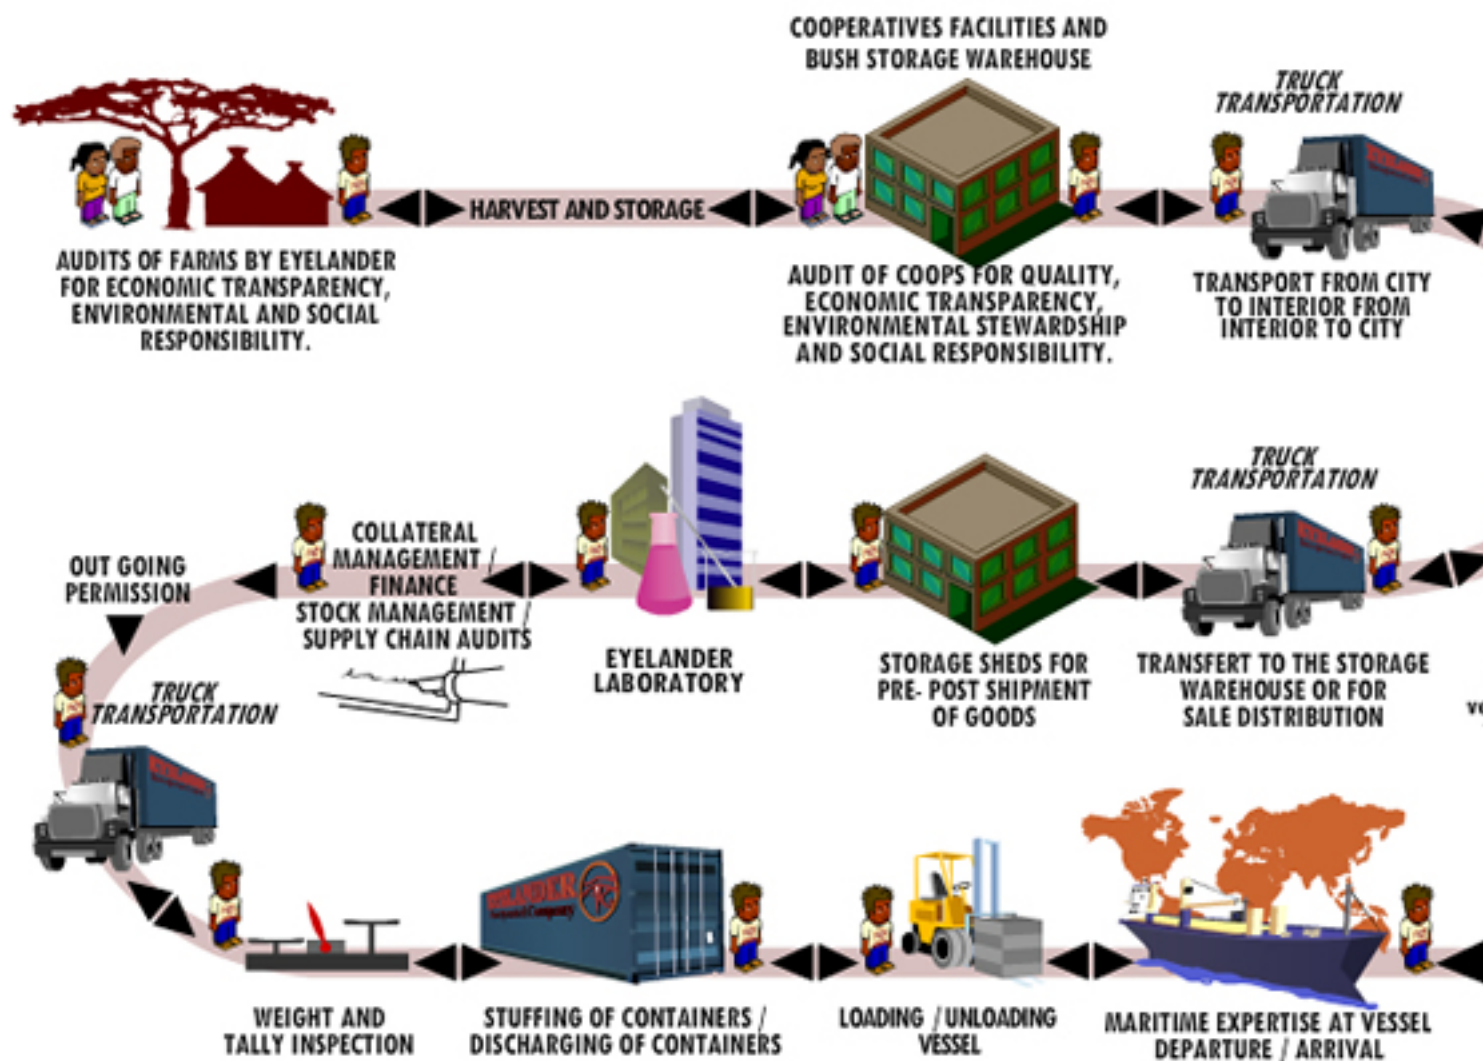 COOPERATIVES FACILITIES AND
BUSH STORAGE WAREHOUSE
TRUCK
TRANSPORTATION
HARVEST AND STORAGE
AUDITS OF FARMS BY EYELANDER
FOR ECONOMIC TRANSPARENCY,
ENVIRONMENTAL AND SOCIAL
RESPONSIBILITY.
AUDIT OF COOPS FOR QUALITY,
ECONOMIC TRANSPARENCY,
ENVIRONMENTAL STEWARDSHIP
AND SOCIAL RESPONSIBILITY.
TRANSPORT FROM CITY
TO INTERIOR FROM
INTERIOR TO CITY
TRUCK
TRANSPORTATION
OUT GOING
PERMISSION
COLLATERAL
MANAGEMENT /
FINANCE
STOCK MANAGEMENT /
SUPPLY CHAIN AUDITS
EYELANDER
LABORATORY
STORAGE SHEDS FOR
PRE- POST SHIPMENT
OF GOODS
TRANSFERT TO THE STORAGE
WAREHOUSE OR FOR
SALE DISTRIBUTION
TRUCK
TRANSPORTATION
EYELANDER
WEIGHT AND
TALLY INSPECTION
STUFFING OF CONTAINERS /
DISCHARGING OF CONTAINERS
LOADING / UNLOADING
VESSEL
MARITIME EXPERTISE AT VESSEL
DEPARTURE / ARRIVAL